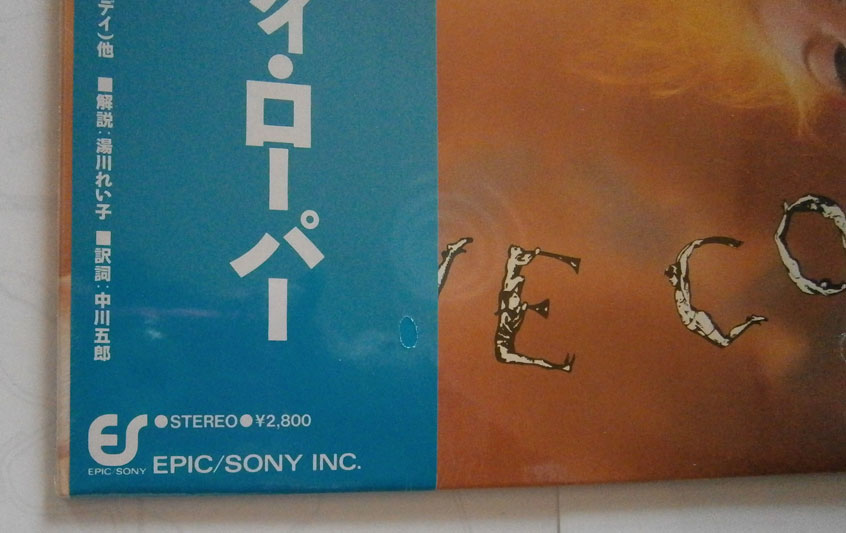 ディ)他 ■解説:湯川れい子 ■訳詞:中川五郎
ィ・ローパー
VE CO
ES
EPIC/SONY
●STEREO●¥2,800
EPIC/SONY INC.